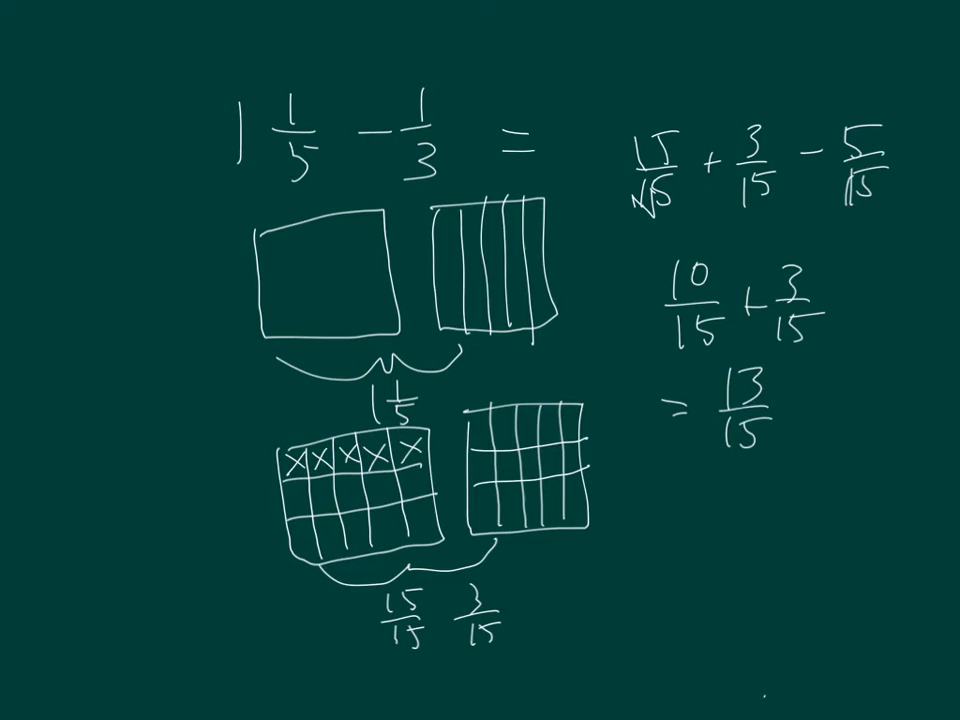 1 1/5 - 1/3 =
15/15 + 3/15 - 5/15
10/15 + 3/15
= 13/15
1 1/5
X X X X X
15/15 3/15